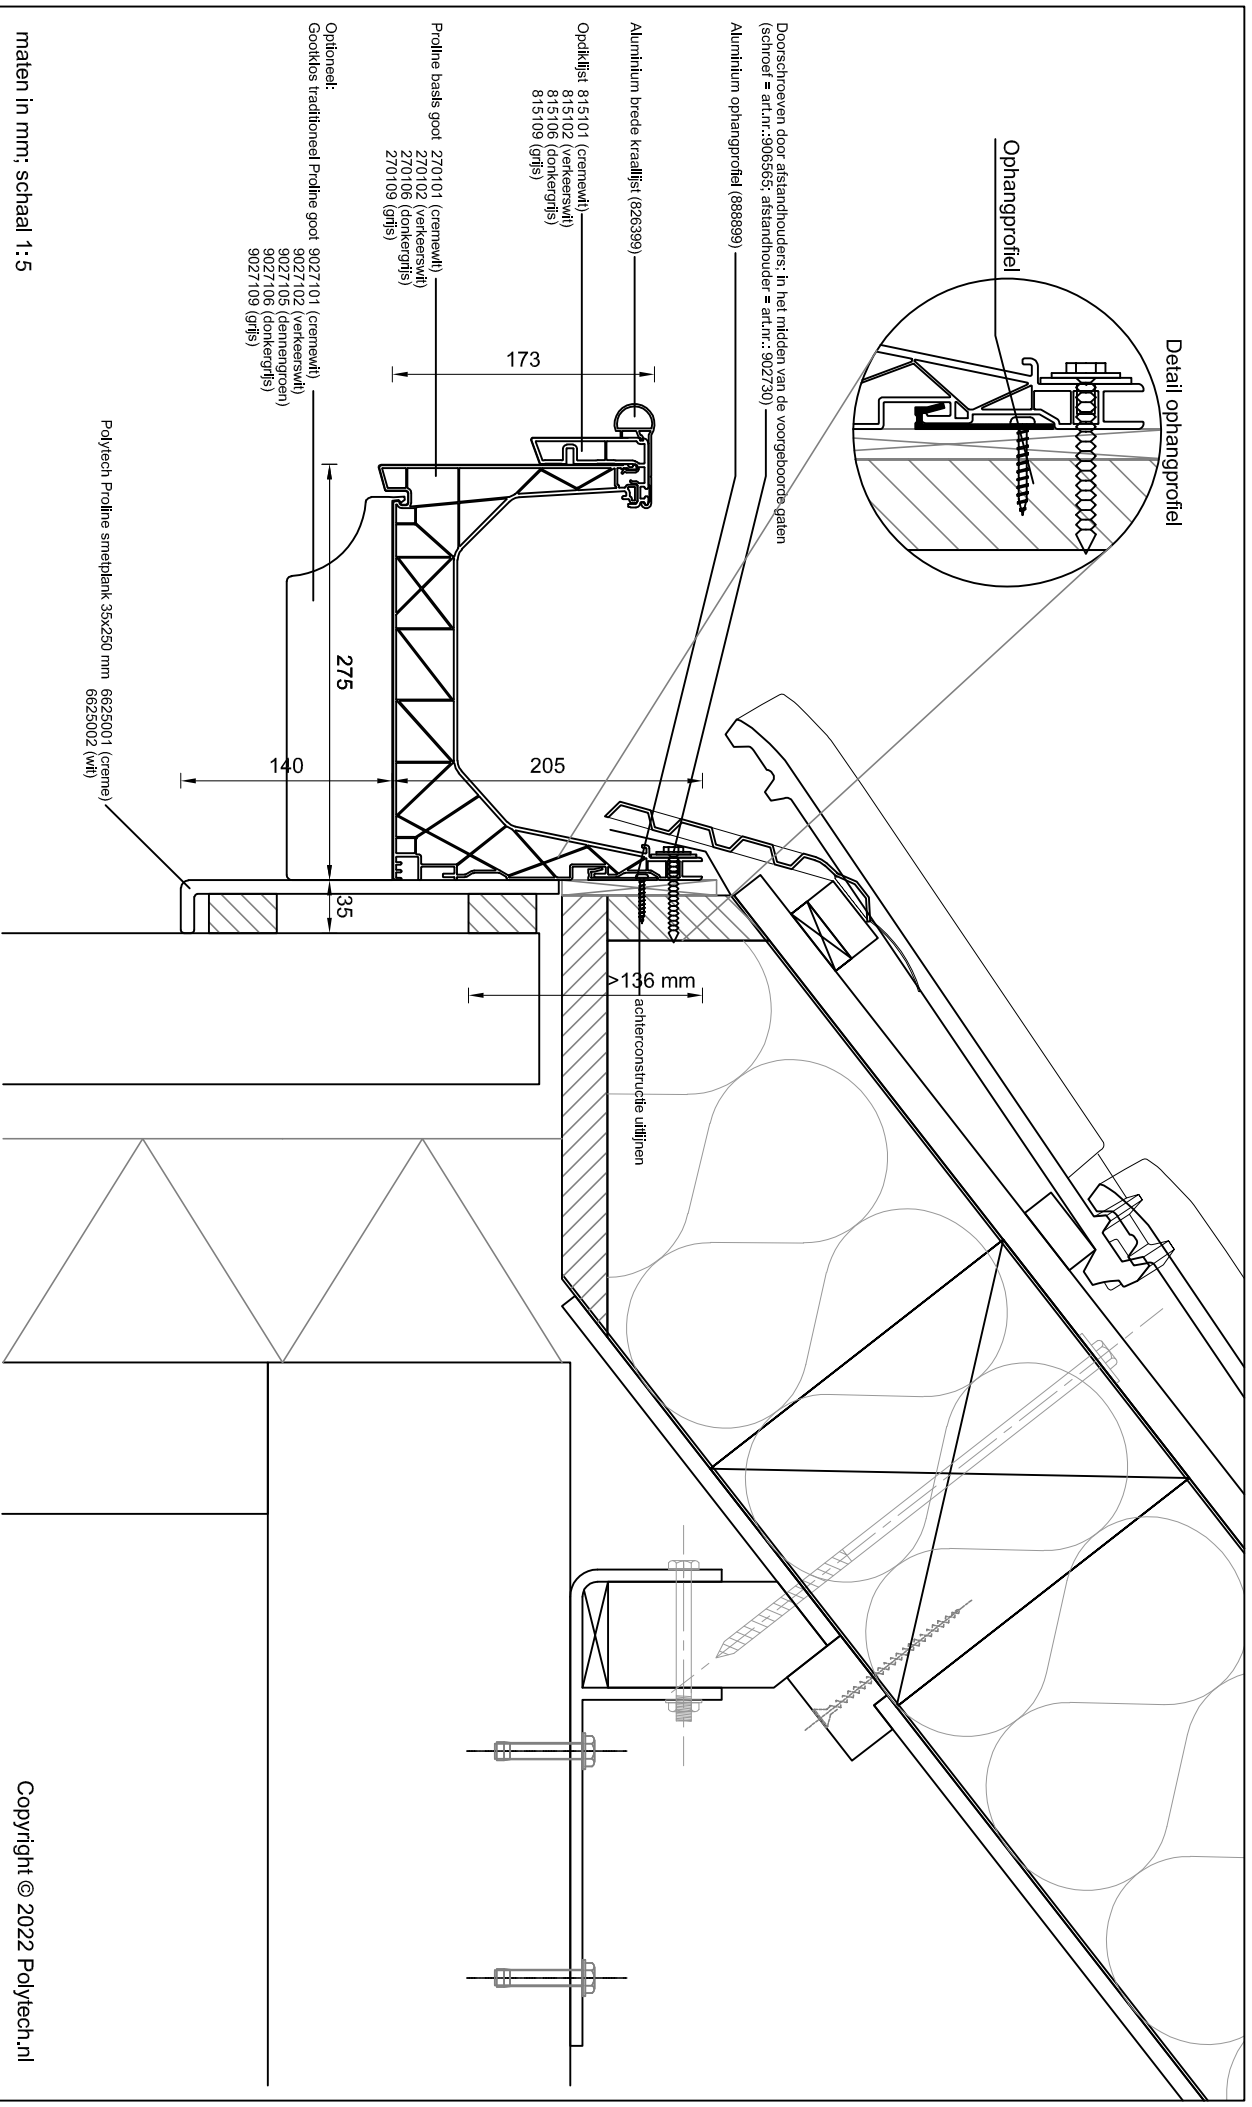 Detail ophangprofiel
Ophangprofiel
Doorschroeven door afstandhouders; in het midden van de voorgeboorde gaten
(schroef = art.nr.:906565; afstandhouder = art.nr.: 902730)
Aluminium ophangprofiel (888899)
Aluminium brede kraallijst (826399)
Opdiklijst 815101 (cremewit)
815102 (verkeerswit)
815106 (donkergrijs)
815109 (grijs)
Proline basis goot 270101 (cremewit)
270102 (verkeerswit)
270106 (donkergrijs)
270109 (grijs)
Optioneel:
Gootklos traditioneel Proline goot 9027101 (cremewit)
9027102 (verkeerswit)
9027105 (dennengroen)
9027106 (donkergrijs)
9027109 (grijs)
Polytech Proline smetplank 35x250 mm 6625001 (creme)
6625002 (wit)
173
275
140
205
35
>136 mm
achterconstructie uitlijnen
maten in mm; schaal 1:5
Copyright © 2022 Polytech.nl